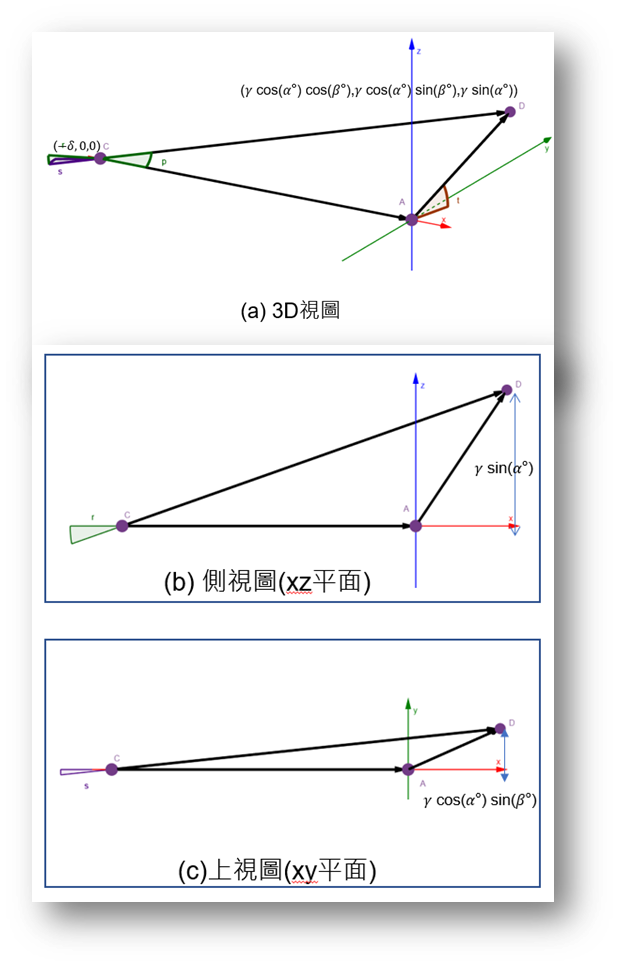 z
(γ cos(α°) cos(β°),γ cos(α°) sin(β°),γ sin(α°))
D
y
(-δ,0,0) C
s
p
A
t
x
(a) 3D視圖
z
D
γ sin(α°)
r
C
A
x
(b) 側視圖(xz平面)
y
D
C
x
s
A
γ cos(α°) sin(β°)
(c)上視圖(xy平面)